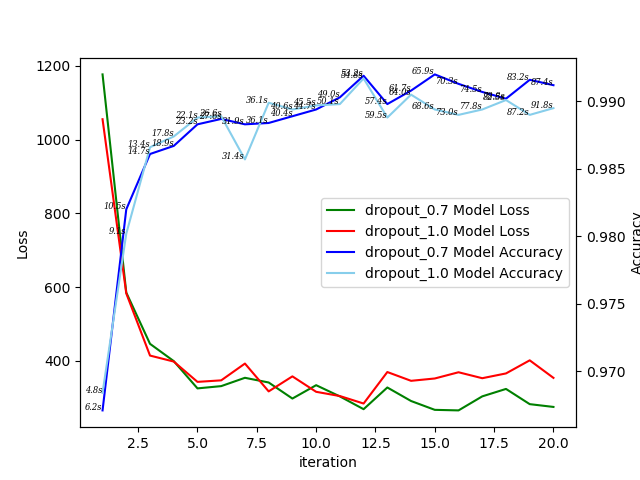 1200
1000
800
600
400
Loss
2.5
5.0
7.5
10.0
12.5
15.0
17.5
20.0
iteration
0.990
0.985
0.980
0.975
0.970
Accuracy
dropout_0.7 Model Loss
dropout_1.0 Model Loss
dropout_0.7 Model Accuracy
dropout_1.0 Model Accuracy
6.2s
4.8s
10.5s
13.4s
14.7s
17.8s
18.9s
22.1s
23.2s
26.6s
31.4s
36.1s
36.1s
40.4s
40.6s
45.5s
49.0s
57.4s
59.5s
65.9s
68.6s
70.3s
73.0s
74.5s
77.8s
83.2s
87.2s
87.4s
91.8s